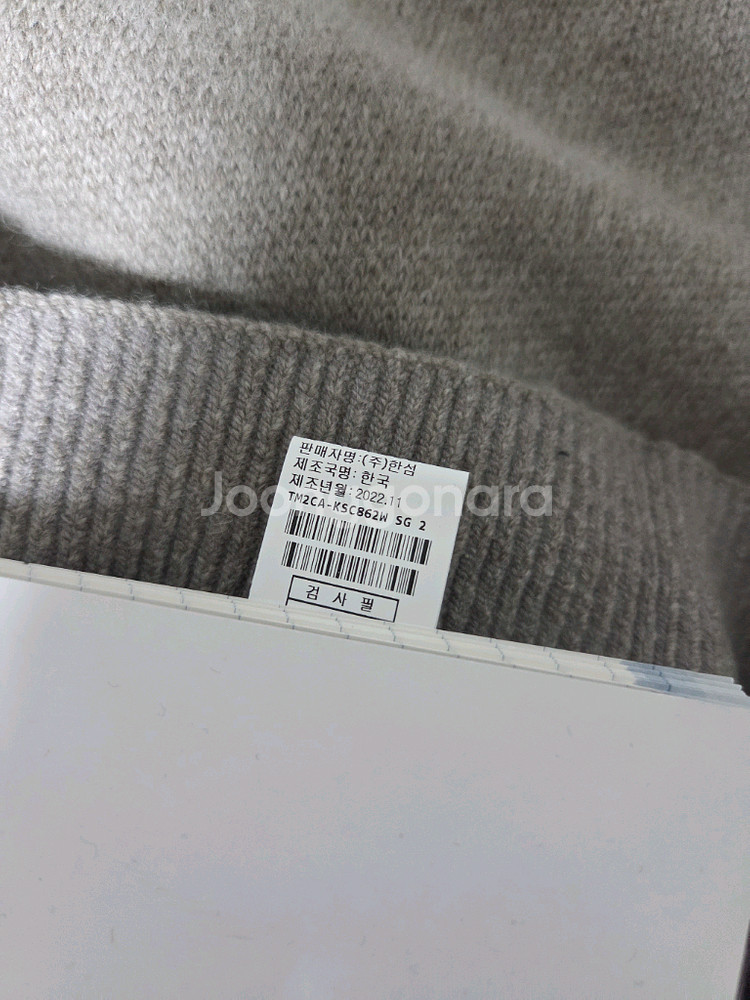 판매자명:(주)한섬
제조국명: 한국
제조년월: 2022.11
Joonggonara
TM2CA-KSC862W SG 2
검사필